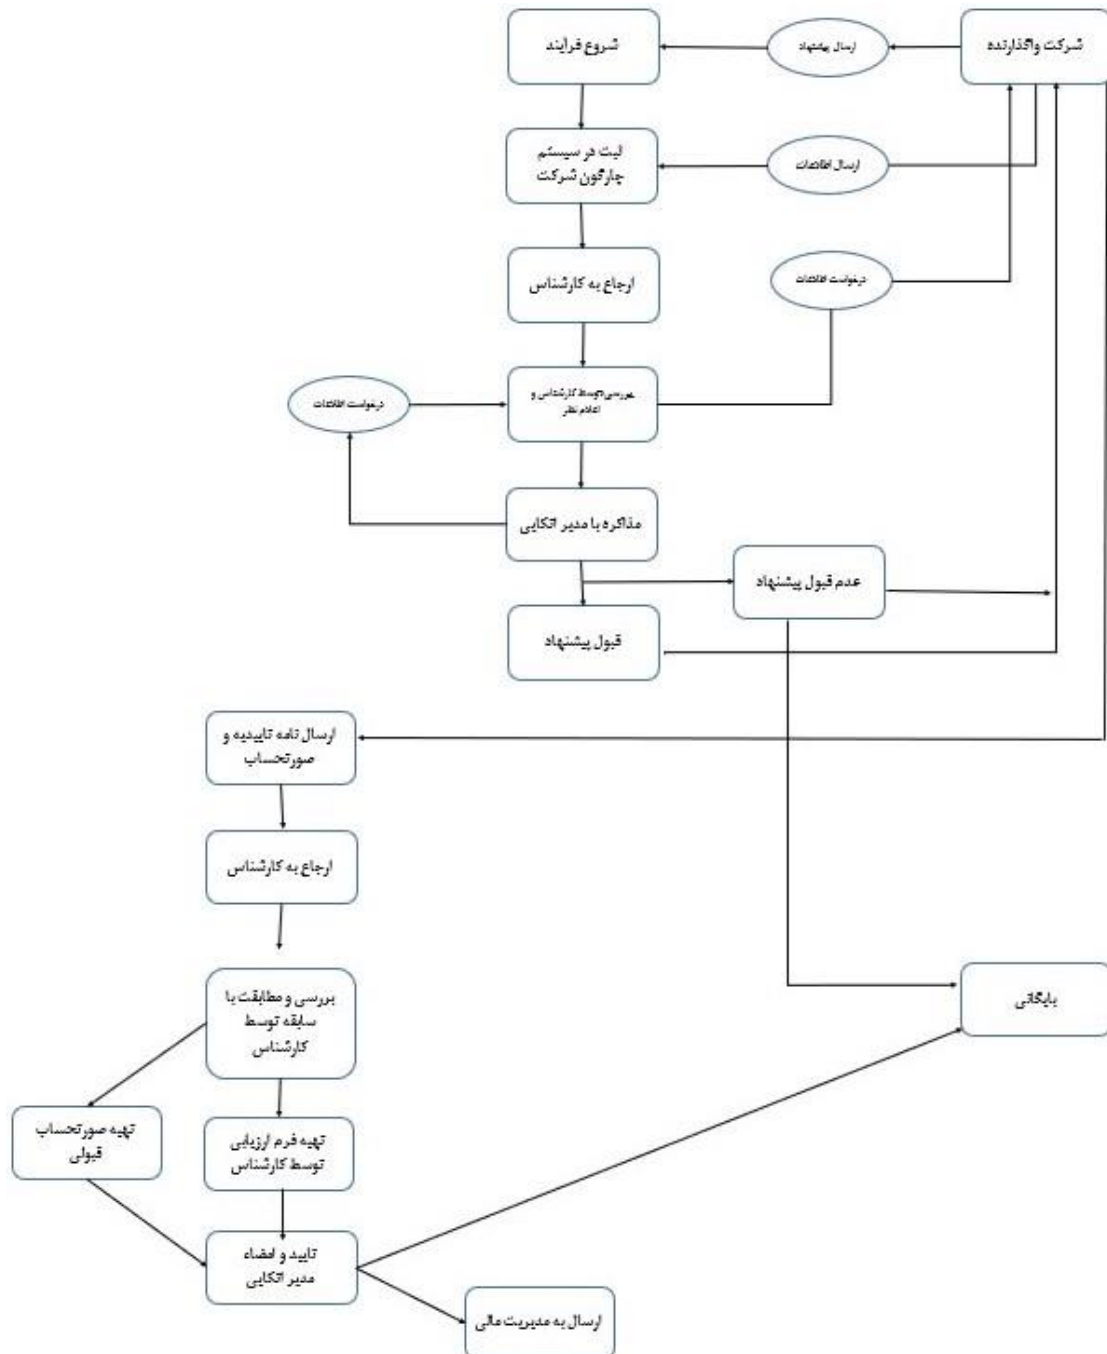 شرکت واگذارنده
ارسال پیشنهاد
شروع فرآیند
ثبت در سیستم
چارگون شرکت
ارسال اطلاعات
ارجاع به کارشناس
درخواست اطلاعات
بررسی توسط کارشناس و
اعلام نظر
درخواست اطلاعات
مذاکره با مدیر اتکایی
عدم قبول پیشنهاد
قبول پیشنهاد
ارسال نامه تاییدیه و
صورتحساب
ارجاع به کارشناس
بررسی و مطابقت با
سابقه توسط
کارشناس
بایگانی
تهیه صورتحساب
قبولی
تهیه فرم ارزیابی
توسط کارشناس
تایید و امضاء
مدیر اتکایی
ارسال به مدیریت مالی